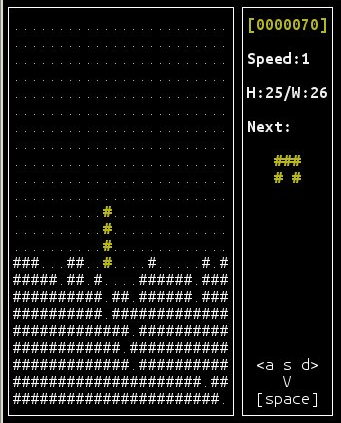 [0000070]
Speed:1
H:25/W:26
Next:
###
# #
<a s d>
V
[space]